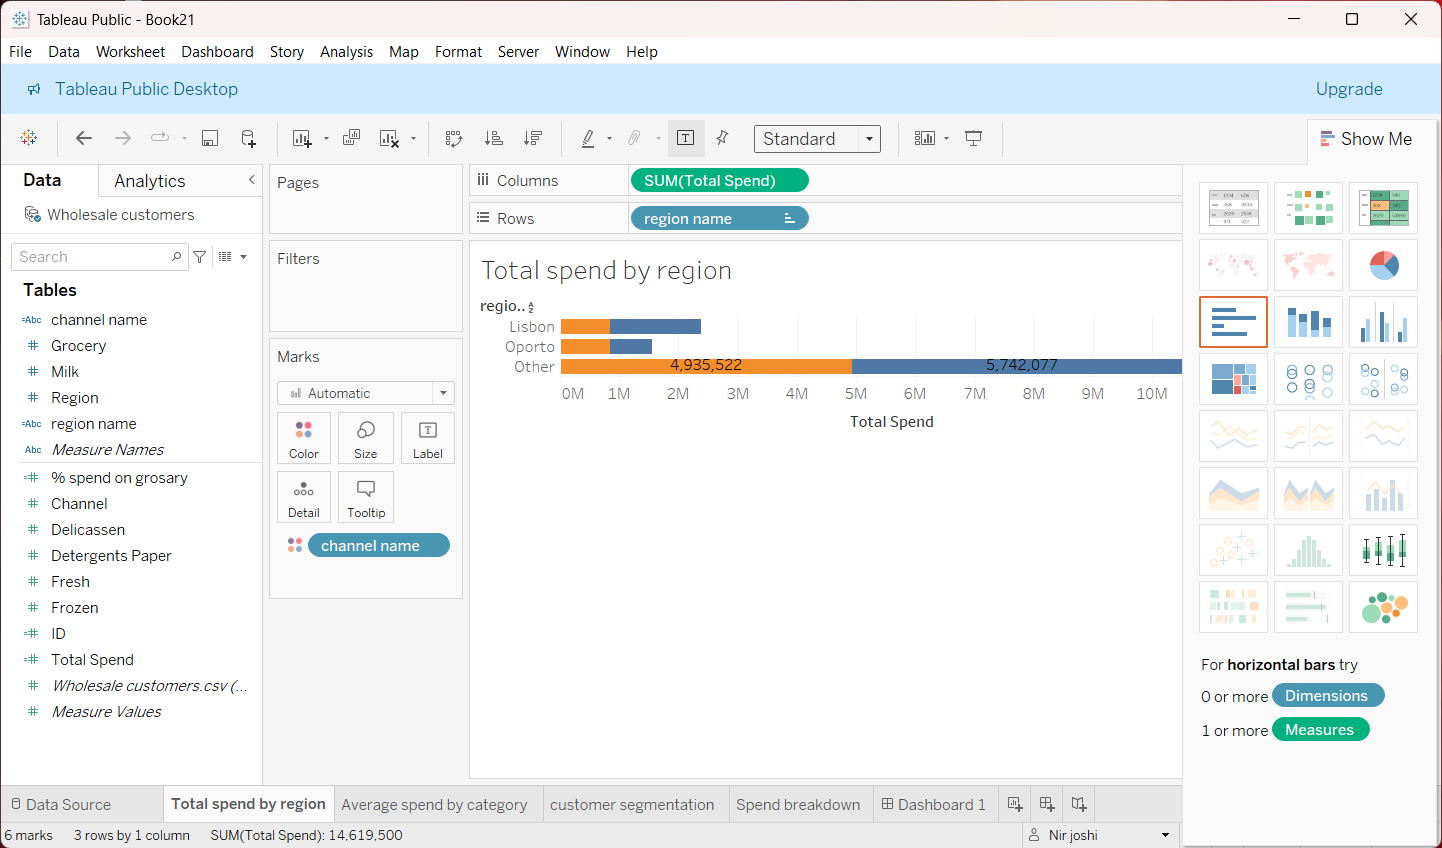 Tableau Public - Book21
File Data Worksheet Dashboard Story Analysis Map Format Server Window Help
Tableau Public Desktop
Upgrade
Standard
Show Me
Data
Analytics
Wholesale customers
Search
Tables
Abc channel name
Grocery
Milk
Region
Abc region name
Abc Measure Names
% spend on grosary
Channel
Delicassen
Detergents Paper
Fresh
Frozen
ID
Total Spend
Wholesale customers.csv (...
Measure Values
Pages
Filters
Marks
Automatic
Color
Size
Label
Detail
Tooltip
channel name
Columns
SUM(Total Spend)
Rows
region name
Total spend by region
regio..
Lisbon
Oporto
Other
4,935,522
5,742,077
0M 1M 2M 3M 4M 5M 6M 7M 8M 9M 10M
Total Spend
For horizontal bars try
0 or more Dimensions
1 or more Measures
Data Source
Total spend by region
Average spend by category
customer segmentation
Spend breakdown
Dashboard 1
6 marks
3 rows by 1 column
SUM(Total Spend): 14,619,500
Nir joshi